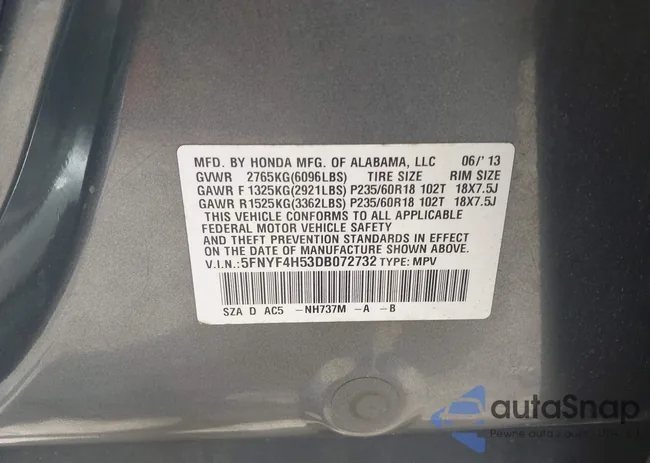 MFD. BY HONDA MFG. OF ALABAMA, LLC 06/'13
GVWR 2765KG(6096LBS) TIRE SIZE RIM SIZE
GAWR F 1325KG(2921LBS) P235/60R18 102T 18X7.5J
GAWR R1525KG(3362LBS) P235/60R18 102T 18X7.5J
THIS VEHICLE CONFORMS TO ALL APPLICABLE
FEDERAL MOTOR VEHICLE SAFETY
AND THEFT PREVENTION STANDARDS IN EFFECT
ON THE DATE OF MANUFACTURE SHOWN ABOVE.
V.I.N.:5FNYF4H53DB072732 TYPE: MPV
SZA D AC5 -NH737M -A -B
autoSnap
Pewne auto z